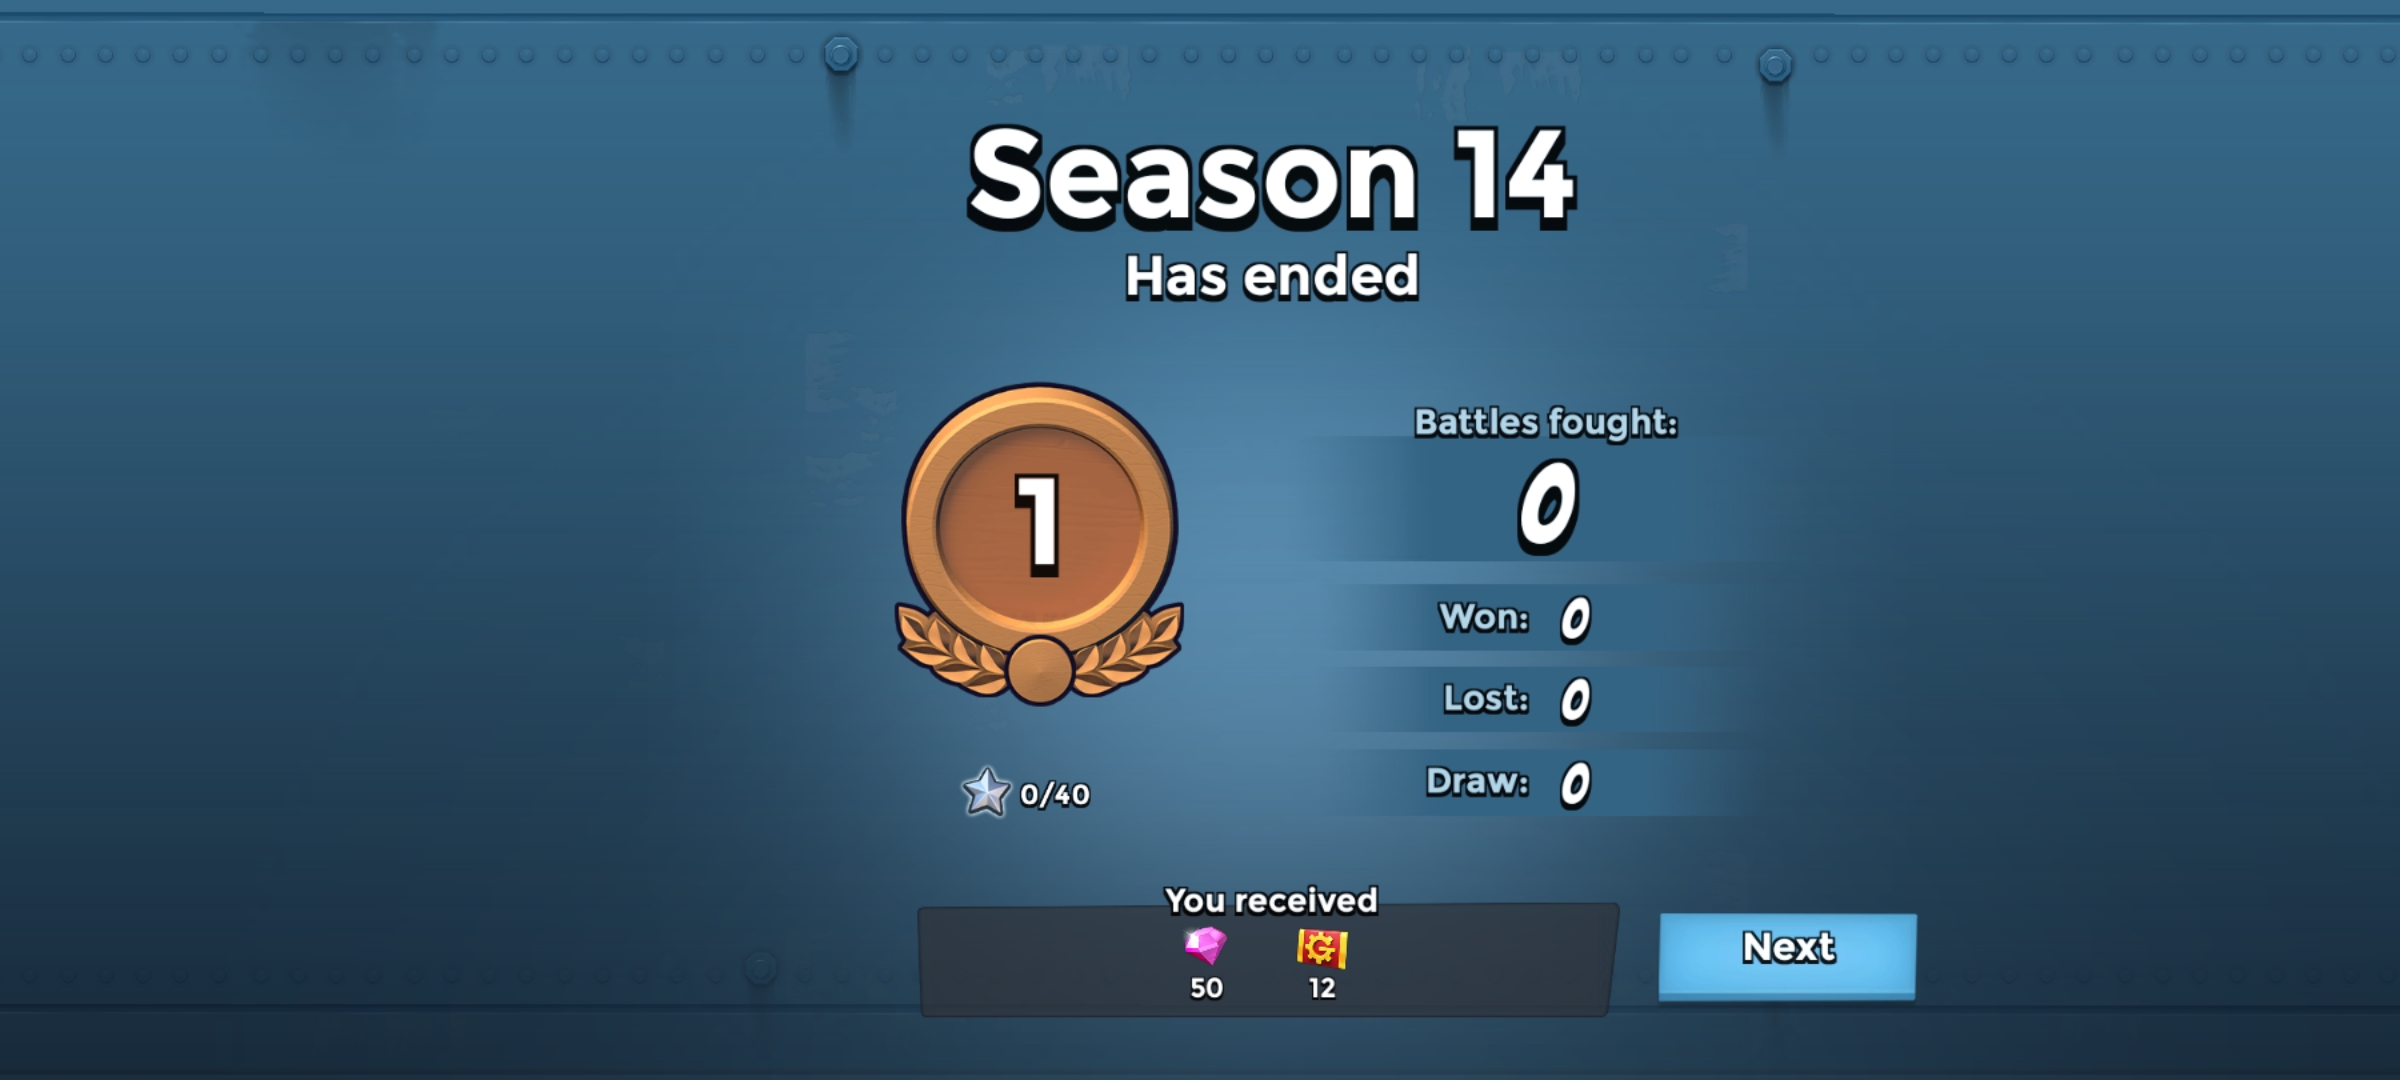 Season 14
Has ended
1
0/40
Battles fought:
0
Won: 0
Lost: 0
Draw: 0
You received
G
50 12
Next